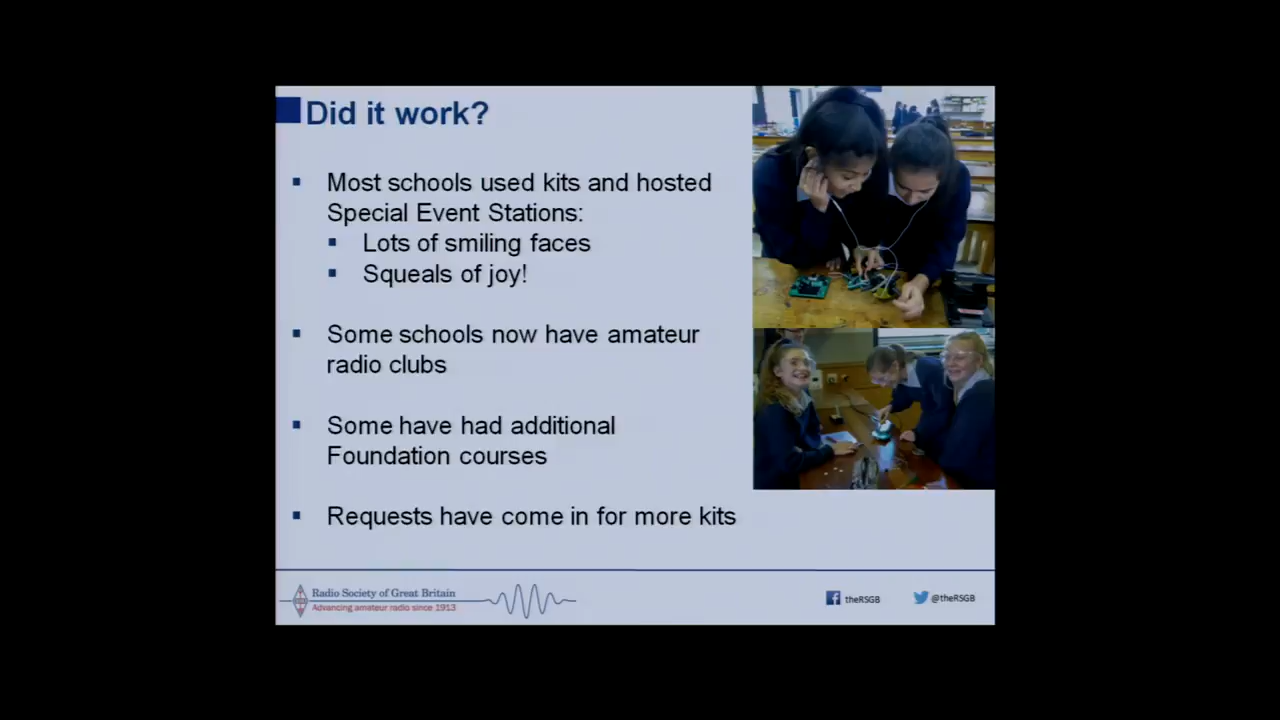 Did it work?
Most schools used kits and hosted
Special Event Stations:
Lots of smiling faces
Squeals of joy!
Some schools now have amateur
radio clubs
Some have had additional
Foundation courses
Requests have come in for more kits
Radio Society of Great Britain
Advancing amateur radio since 1913
theRSGB
@theRSGB